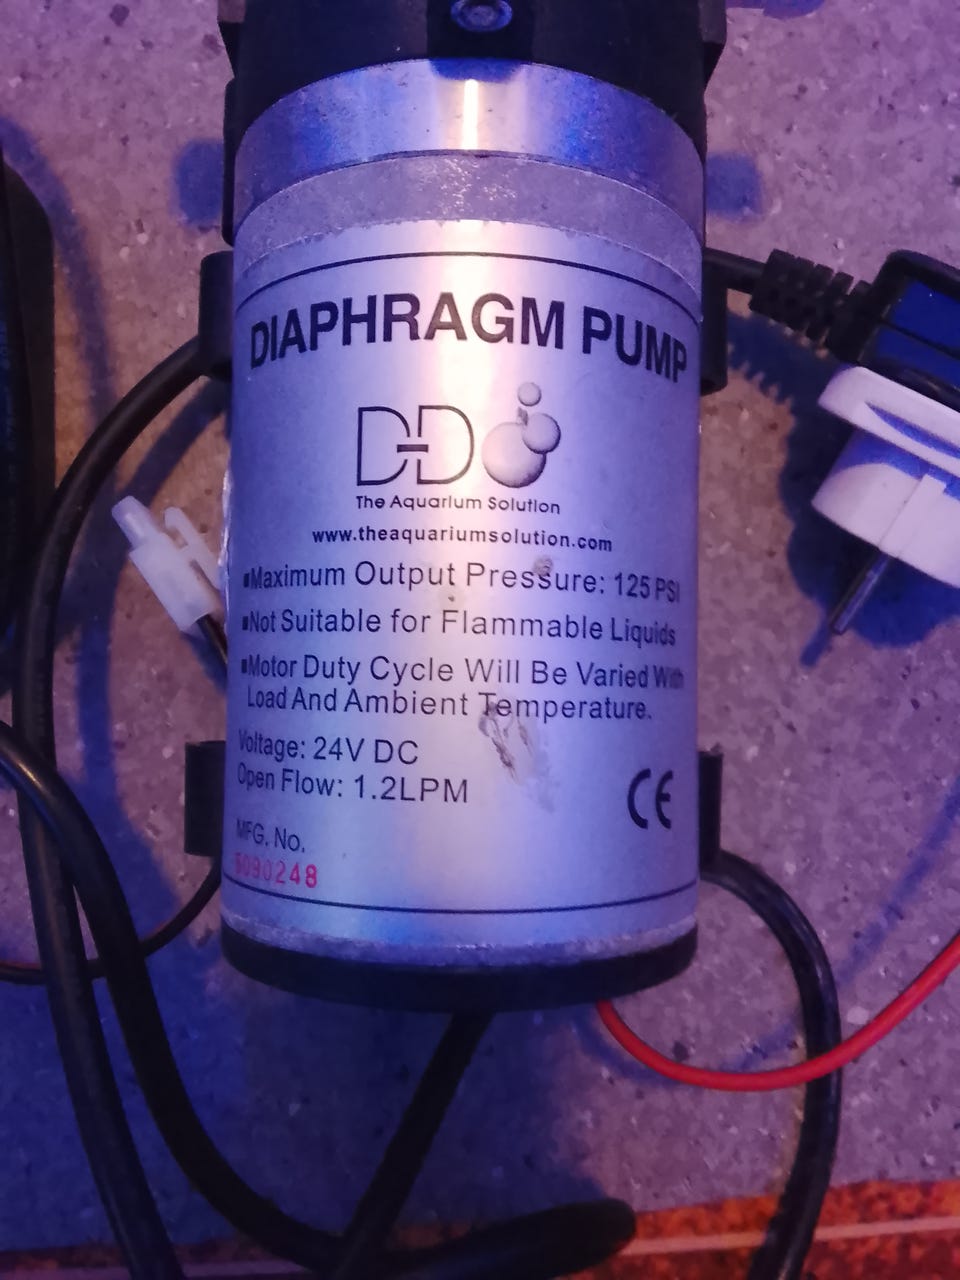 DIAPHRAGM PUMP
D-D
The Aquarium Solution
www.theaquariumsolution.com
▪Maximum Output Pressure: 125 PSI
▪Not Suitable for Flammable Liquids
▪Motor Duty Cycle Will Be Varied With
Load And Ambient Temperature.
Voltage: 24V DC
Open Flow: 1.2LPM
CE
MFG. No.